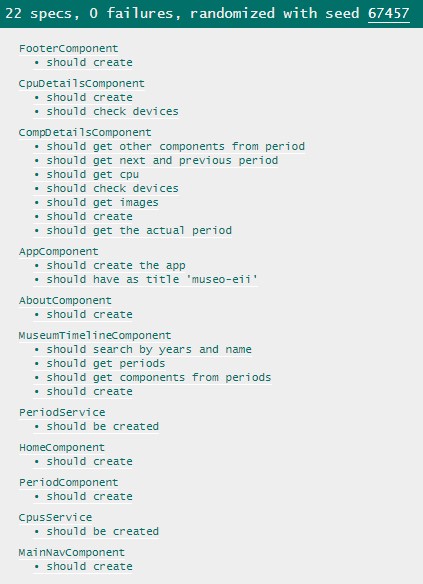 22 specs, 0 failures, randomized with seed 67457
FooterComponent
• should create
CpuDetailsComponent
• should create
• should check devices
CompDetailsComponent
• should get other components from period
• should get next and previous period
• should get cpu
• should check devices
• should get images
• should create
• should get the actual period
AppComponent
• should create the app
• should have as title 'museo-eii'
AboutComponent
• should create
MuseumTimelineComponent
• should search by years and name
• should get periods
• should get components from periods
• should create
PeriodService
• should be created
HomeComponent
• should create
PeriodComponent
• should create
CpusService
• should be created
MainNavComponent
• should create